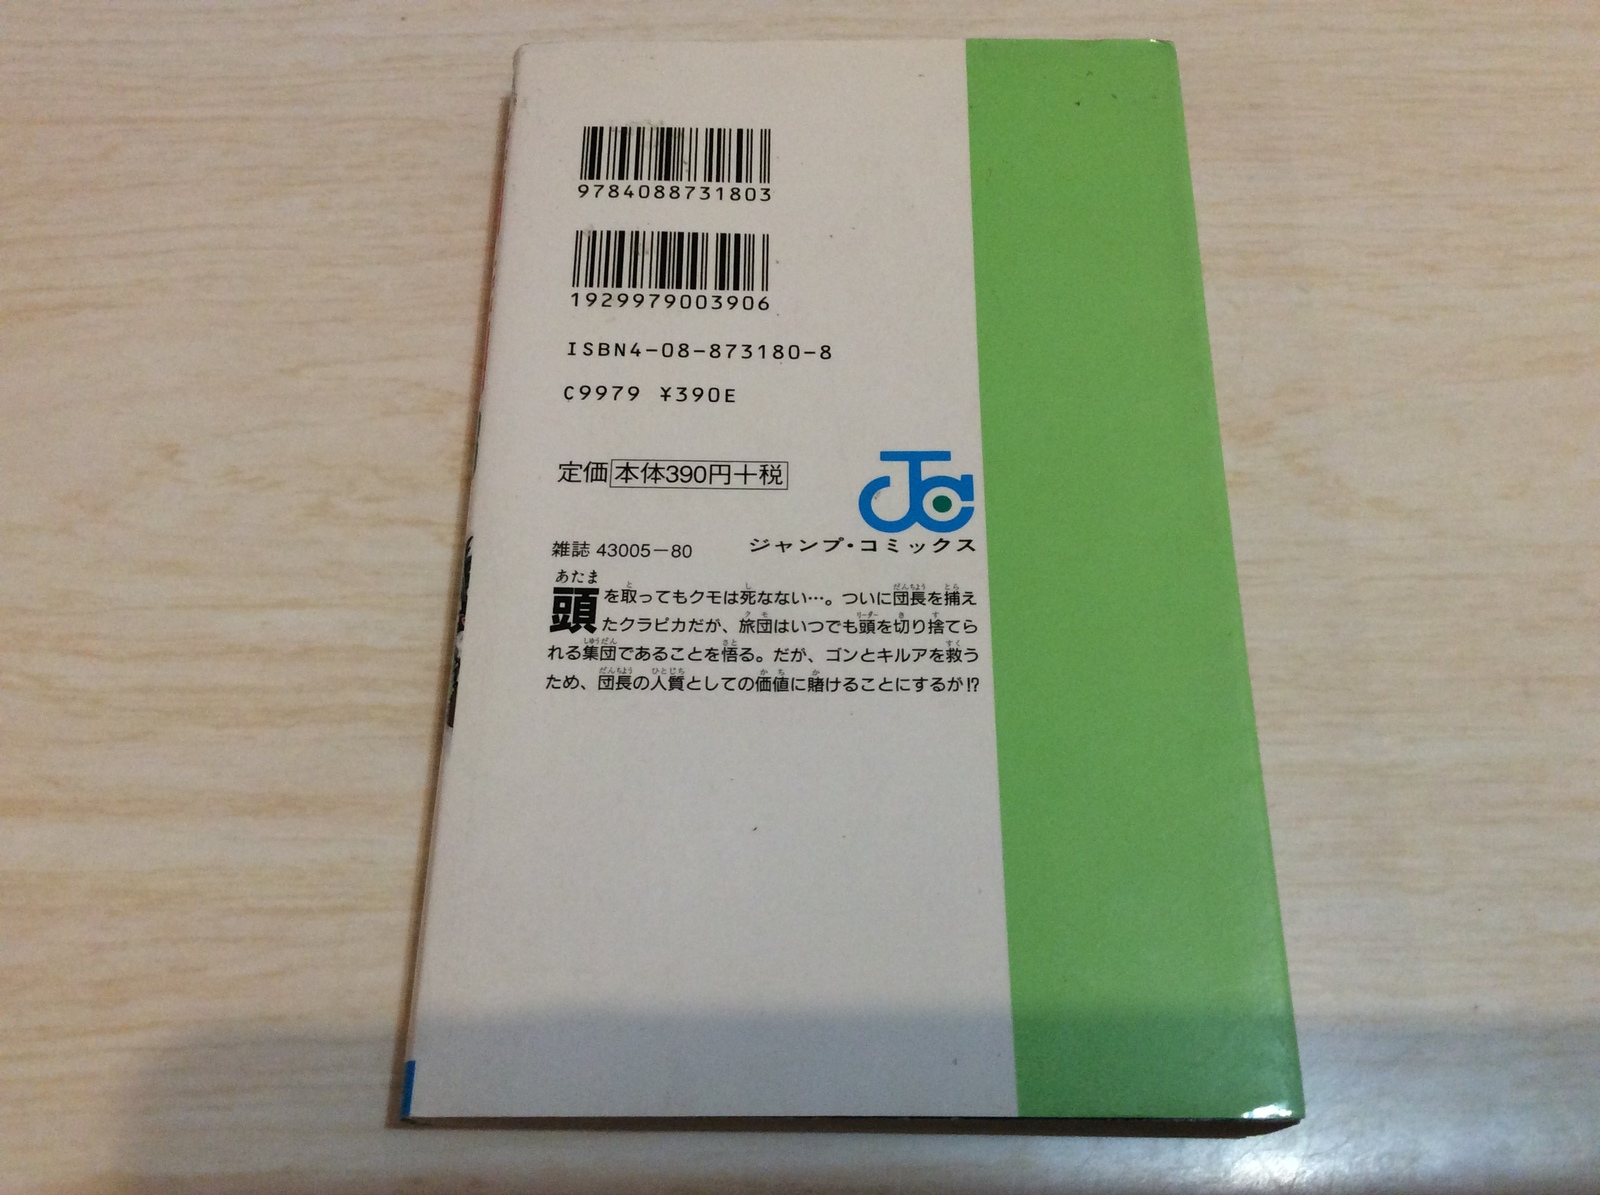 9784088731803
1929979003906
ISBN4-08-873180-8
C9979 ¥390E
定価 本体390円+税
JC
雑誌 43005-80
ジャンプ・コミックス
頭を取ってもクモは死なない…。ついに団長を捕え
たクラピカだが、旅団はいつでも頭を切り捨てら
れる集団であることを悟る。だが、ゴンとキルアを救う
ため、団長の人質としての価値に賭けることにするが!?